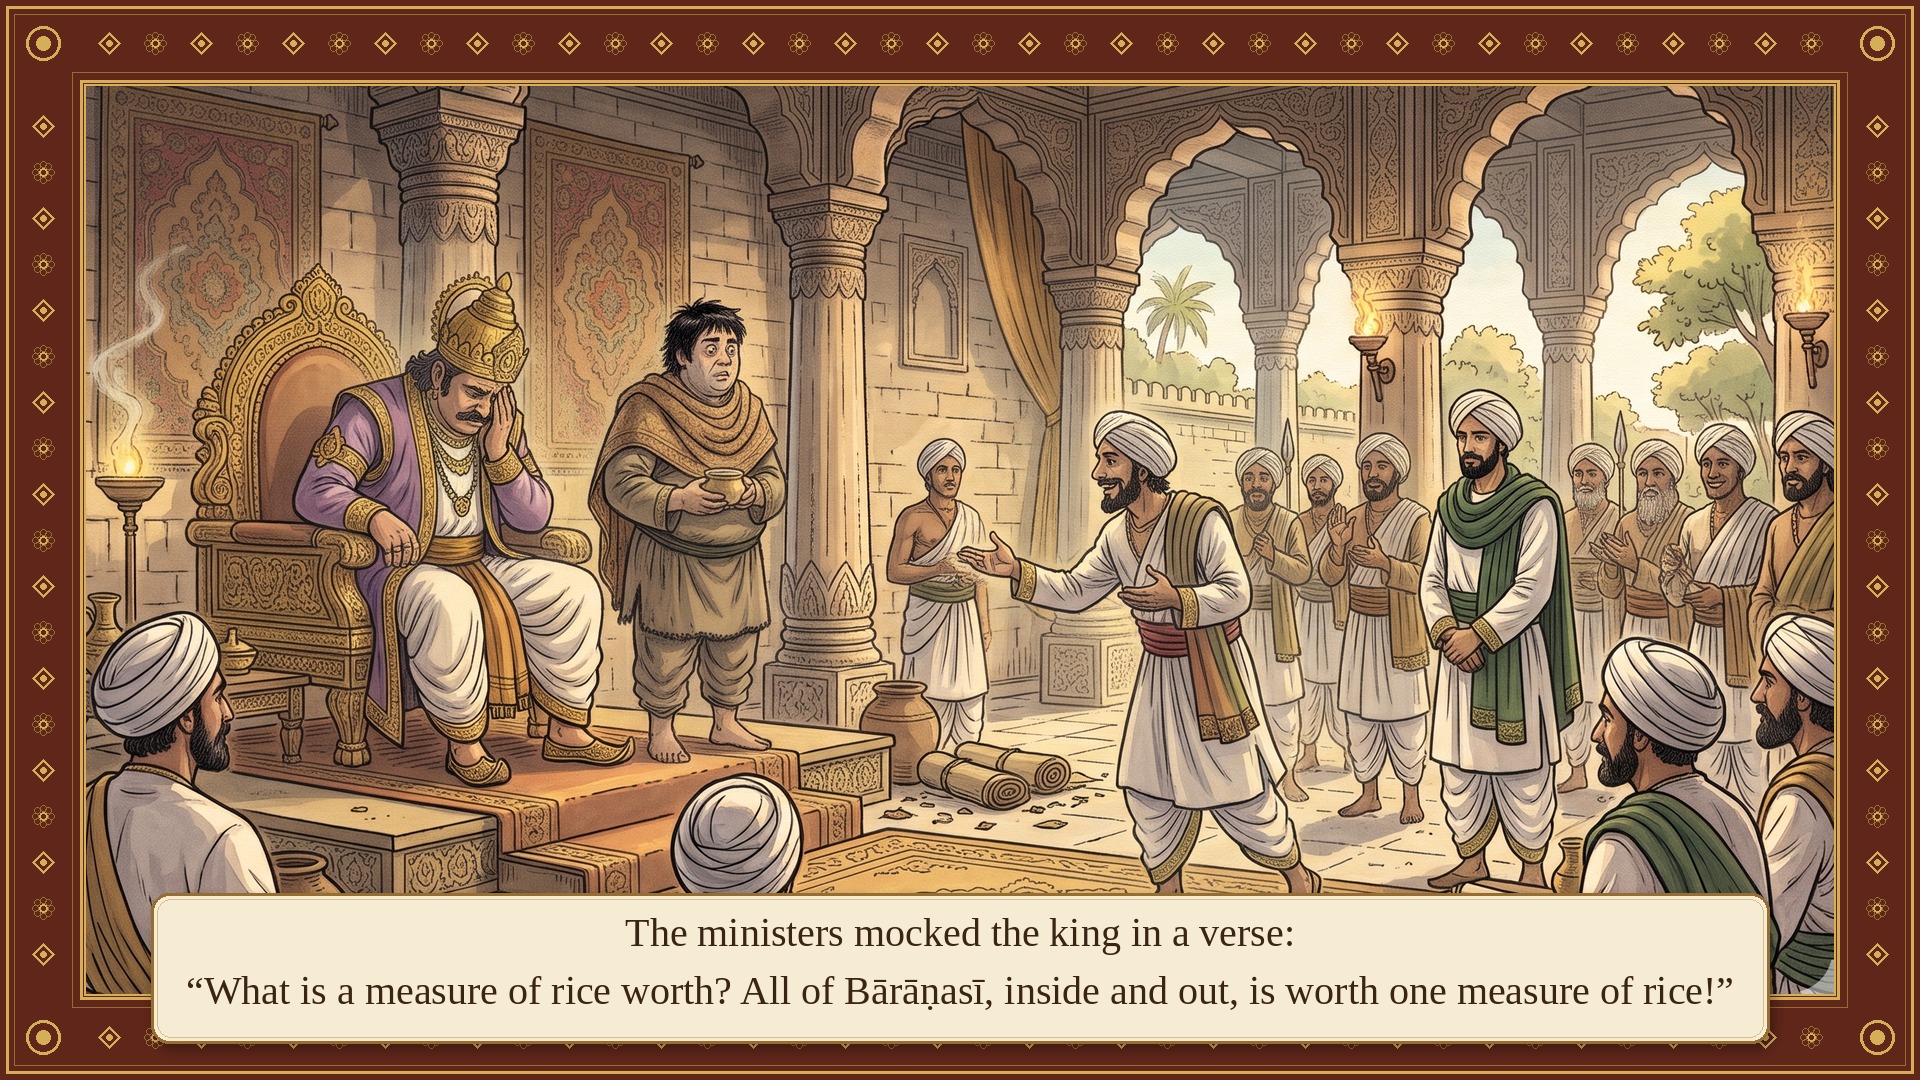 The ministers mocked the king in a verse:
“What is a measure of rice worth? All of Bārāṇasī, inside and out, is worth one measure of rice!”